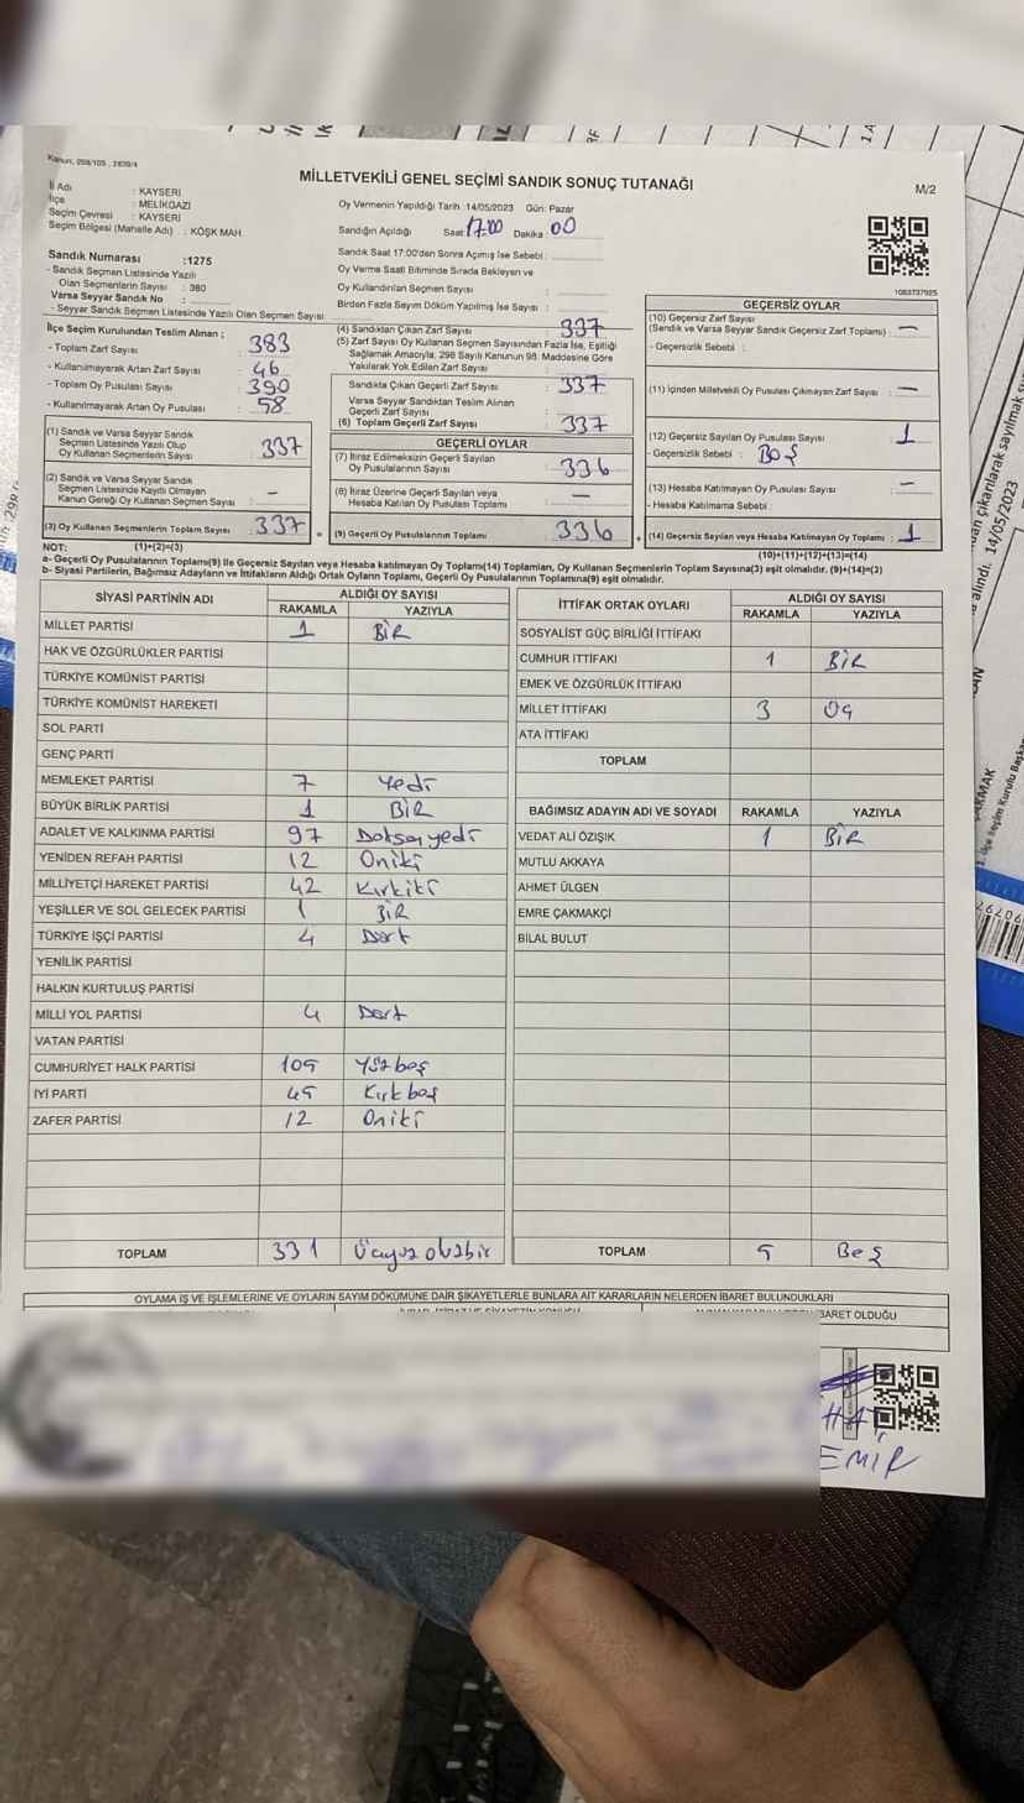 Kanun, 298/105 , 2839/4
MİLLETVEKİLİ GENEL SEÇİMİ SANDIK SONUÇ TUTANAĞI
M/2
İl Adı : KAYSERİ
İlçe : MELİKGAZİ
Seçim Çevresi : KAYSERİ
Seçim Bölgesi (Mahalle Adı) : KÖŞK MAH.
Oy Vermenin Yapıldığı Tarih :14/05/2023 Gün: Pazar
Sandığın Açıldığı Saat 17:00 Dakika 00
Sandık Saat 17:00'den Sonra Açımış İse Sebebi :
Oy Verme Saati Bitiminde Sırada Bekleyen ve
Oy Kullandırılan Seçmen Sayısı :
Birden Fazla Sayım Döküm Yapılmış İse Sayısı :
1083737925
Sandık Numarası :1275
- Sandık Seçmen Listesinde Yazılı
Olan Seçmenlerin Sayısı : 380
Varsa Seyyar Sandık No :
- Seyyar Sandık Seçmen Listesinde Yazılı Olan Seçmen Sayısı:
İlçe Seçim Kurulundan Teslim Alınan ;
- Toplam Zarf Sayısı : 383
- Kullanılmayarak Artan Zarf Sayısı : 46
- Toplam Oy Pusulası Sayısı : 390
- Kullanılmayarak Artan Oy Pusulası : 58
(1) Sandık ve Varsa Seyyar Sandık
Seçmen Listesinde Yazılı Olup
Oy Kullanan Seçmenlerin Sayısı : 337
(2) Sandık ve Varsa Seyyar Sandık
Seçmen Listesinde Kayıtlı Olmayan
Kanun Gereği Oy Kullanan Seçmen Sayısı : –
(3) Oy Kullanan Seçmenlerin Toplam Sayısı : 337
(1)+(2)=(3)
(4) Sandıktan Çıkan Zarf Sayısı : 337
(5) Zarf Sayısı Oy Kullanan Seçmen Sayısından Fazla İse, Eşitliği
Sağlamak Amacıyla, 298 Sayılı Kanunun 98. Maddesine Göre
Yakılarak Yok Edilen Zarf Sayısı :
Sandıkta Çıkan Geçerli Zarf Sayısı : 337
Varsa Seyyar Sandıktan Teslim Alınan
Geçerli Zarf Sayısı :
(6) Toplam Geçerli Zarf Sayısı : 337
GEÇERLİ OYLAR
(7) İtiraz Edilmeksizin Geçerli Sayılan
Oy Pusulalarının Sayısı : 336
(8) İtiraz Üzerine Geçerli Sayılan veya
Hesaba Katılan Oy Pusulası Toplamı : –
(9) Geçerli Oy Pusulalarının Toplamı : 336
GEÇERSİZ OYLAR
(10) Geçersiz Zarf Sayısı
(Sandık ve Varsa Seyyar Sandık Geçersiz Zarf Toplamı) : –
- Geçersizlik Sebebi :
(11) İçinden Milletvekili Oy Pusulası Çıkmayan Zarf Sayısı : –
(12) Geçersiz Sayılan Oy Pusulası Sayısı : 1
- Geçersizlik Sebebi : BOŞ
(13) Hesaba Katılmayan Oy Pusulası Sayısı : –
- Hesaba Katılmama Sebebi :
(14) Geçersiz Sayılan veya Hesaba Katılmayan Oy Toplamı : 1
(10)+(11)+(12)+(13)=(14)
NOT:
a- Geçerli Oy Pusulalarının Toplamı(9) ile Geçersiz Sayılan veya Hesaba katılmayan Oy Toplamı(14) Toplamları, Oy Kullanan Seçmenlerin Toplam Sayısına(3) eşit olmalıdır. (9)+(14)=(3)
b- Siyasi Partilerin, Bağımsız Adayların ve İttifakların Aldığı Ortak Oyların Toplamı, Geçerli Oy Pusulalarının Toplamına(9) eşit olmalıdır.
SİYASİ PARTİNİN ADI ALDIĞI OY SAYISI
RAKAMLA YAZIYLA
MİLLET PARTİSİ 1 BİR
HAK VE ÖZGÜRLÜKLER PARTİSİ
TÜRKİYE KOMÜNİST PARTİSİ
TÜRKİYE KOMÜNİST HAREKETİ
SOL PARTİ
GENÇ PARTİ
MEMLEKET PARTİSİ 7 Yedi
BÜYÜK BİRLİK PARTİSİ 1 BİR
ADALET VE KALKINMA PARTİSİ 97 Doksanyedi
YENİDEN REFAH PARTİSİ 12 Oniki
MİLLİYETÇİ HAREKET PARTİSİ 42 Kırkiki
YEŞİLLER VE SOL GELECEK PARTİSİ 1 BİR
TÜRKİYE İŞÇİ PARTİSİ 4 Dört
YENİLİK PARTİSİ
HALKIN KURTULUŞ PARTİSİ
MİLLİ YOL PARTİSİ 4 Dört
VATAN PARTİSİ
CUMHURİYET HALK PARTİSİ 105 Yüzbeş
İYİ PARTİ 45 Kırkbeş
ZAFER PARTİSİ 12 Oniki
TOPLAM 331 Üçyüzotuzbir
İTTİFAK ORTAK OYLARI ALDIĞI OY SAYISI
RAKAMLA YAZIYLA
SOSYALİST GÜÇ BİRLİĞİ İTTİFAKI
CUMHUR İTTİFAKI 1 BİR
EMEK VE ÖZGÜRLÜK İTTİFAKI
MİLLET İTTİFAKI 3 Üç
ATA İTTİFAKI
TOPLAM
BAĞIMSIZ ADAYIN ADI VE SOYADI RAKAMLA YAZIYLA
VEDAT ALİ ÖZIŞIK 1 BİR
MUTLU AKKAYA
AHMET ÜLGEN
EMRE ÇAKMAKÇI
BİLAL BULUT
TOPLAM 5 Beş
OYLAMA İŞ VE İŞLEMLERİNE VE OYLARIN SAYIM DÖKÜMÜNE DAİR ŞİKAYETLERLE BUNLARA AİT KARARLARIN NELERDEN İBARET BULUNDUKLARI
BARET OLDUĞU
EMİR
çıkarılarak sayılmak
alındı. 14/05/2023
İlçe Seçim Kurulu Başka